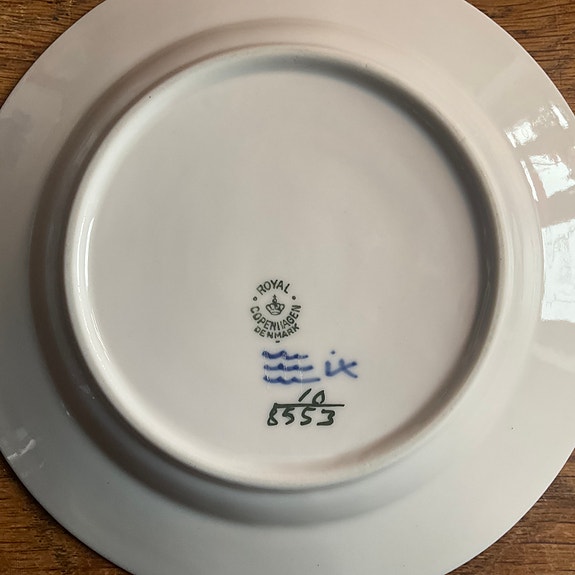 ROYAL
COPENHAGEN
DENMARK
ix
10
8553